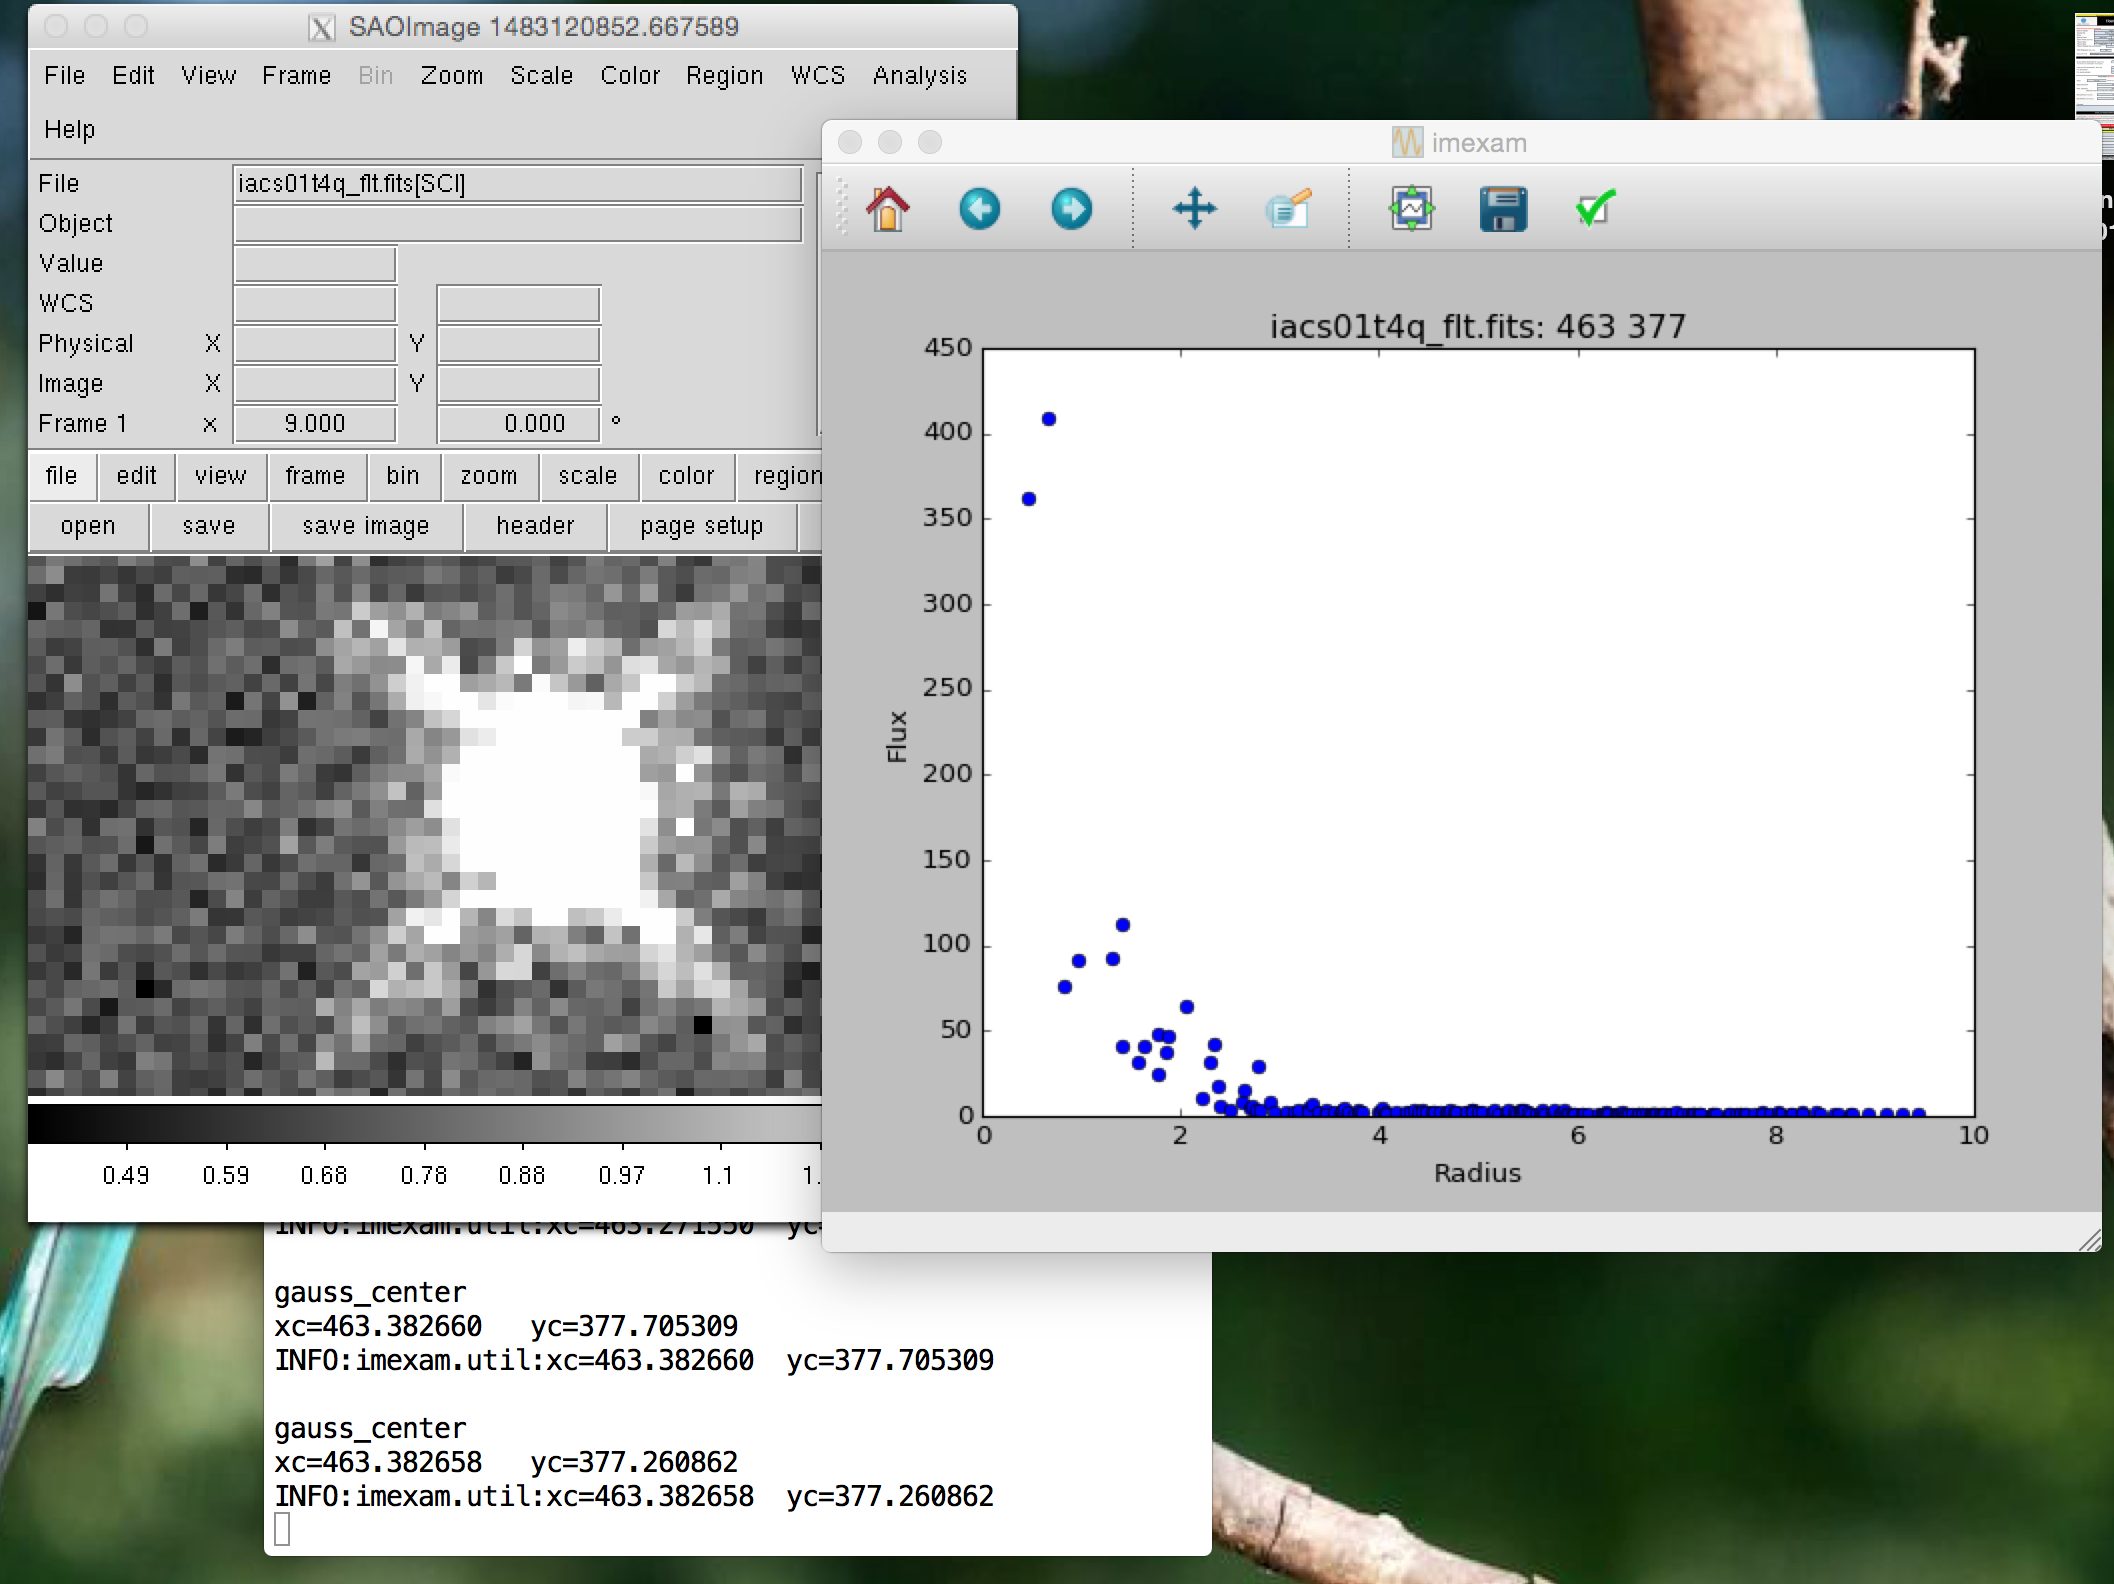 SAOImage 1483120852.667589
File Edit View Frame Bin Zoom Scale Color Region WCS Analysis
Help
File iacs01t4q_flt.fits[SCI]
Object
Value
WCS
Physical X Y
Image X Y
Frame 1 x 9.000 0.000 °
file edit view frame bin zoom scale color region
open save save image header page setup
0.49 0.59 0.68 0.78 0.88 0.97 1.1
imexam
iacs01t4q_flt.fits: 463 377
450
400
350
300
250
200
150
100
50
0
Flux
0 2 4 6 8 10
Radius
INFO:imexam.util:xc=463.271550
gauss_center
xc=463.382660 yc=377.705309
INFO:imexam.util:xc=463.382660 yc=377.705309
gauss_center
xc=463.382658 yc=377.260862
INFO:imexam.util:xc=463.382658 yc=377.260862